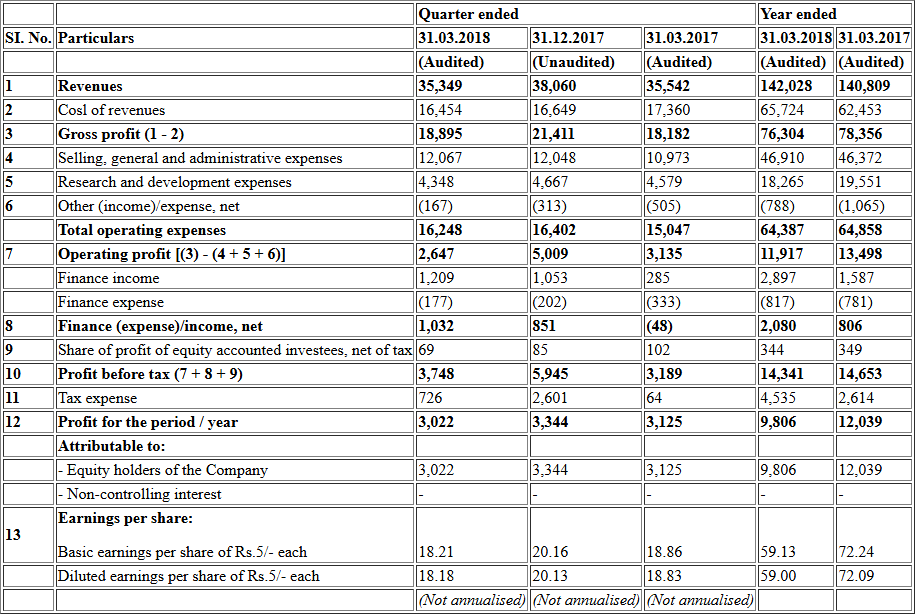 Quarter ended Year ended
SI. No. Particulars 31.03.2018 31.12.2017 31.03.2017 31.03.2018 31.03.2017
(Audited) (Unaudited) (Audited) (Audited) (Audited)
1 Revenues 35,349 38,060 35,542 142,028 140,809
2 Cosl of revenues 16,454 16,649 17,360 65,724 62,453
3 Gross profit (1 - 2) 18,895 21,411 18,182 76,304 78,356
4 Selling, general and administrative expenses 12,067 12,048 10,973 46,910 46,372
5 Research and development expenses 4,348 4,667 4,579 18,265 19,551
6 Other (income)/expense, net (167) (313) (505) (788) (1,065)
Total operating expenses 16,248 16,402 15,047 64,387 64,858
7 Operating profit [(3) - (4 + 5 + 6)] 2,647 5,009 3,135 11,917 13,498
Finance income 1,209 1,053 285 2,897 1,587
Finance expense (177) (202) (333) (817) (781)
8 Finance (expense)/income, net 1,032 851 (48) 2,080 806
9 Share of profit of equity accounted investees, net of tax 69 85 102 344 349
10 Profit before tax (7 + 8 + 9) 3,748 5,945 3,189 14,341 14,653
11 Tax expense 726 2,601 64 4,535 2,614
12 Profit for the period / year 3,022 3,344 3,125 9,806 12,039
Attributable to:
- Equity holders of the Company 3,022 3,344 3,125 9,806 12,039
- Non-controlling interest - - - - -
13 Earnings per share:
Basic earnings per share of Rs.5/- each 18.21 20.16 18.86 59.13 72.24
Diluted earnings per share of Rs.5/- each 18.18 20.13 18.83 59.00 72.09
(Not annualised) (Not annualised) (Not annualised)